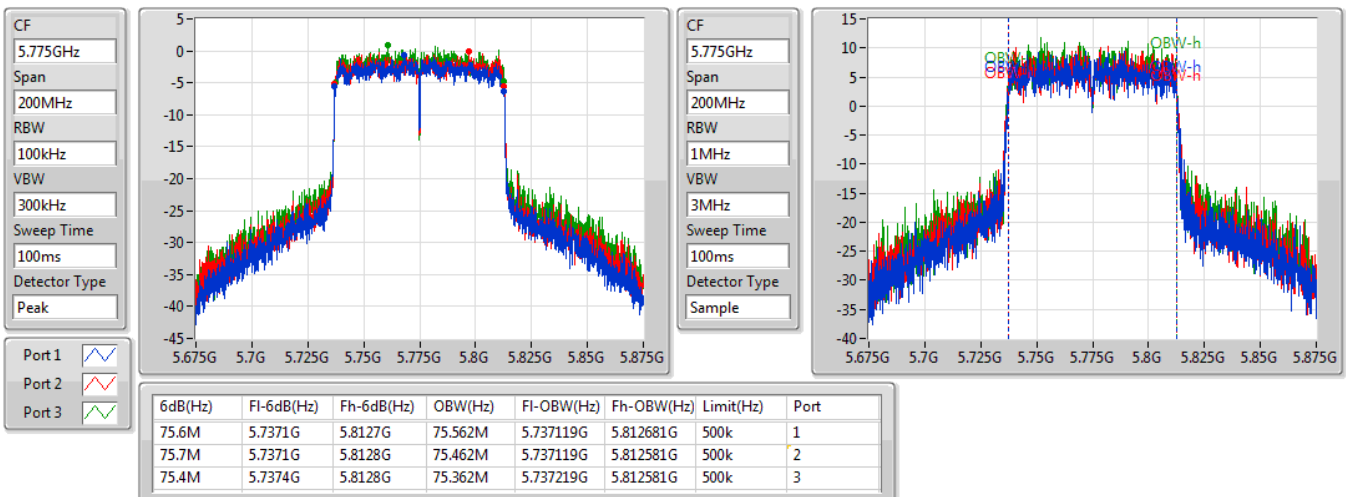 CF
5.775GHz
Span
200MHz
RBW
100kHz
VBW
300kHz
Sweep Time
100ms
Detector Type
Peak
5
0
-5
-10
-15
-20
-25
-30
-35
-40
-45
5.675G 5.7G 5.725G 5.775G 5.8G 5.825G 5.875G
CF
5.775GHz
Span
200MHz
RBW
1MHz
VBW
3MHz
Sweep Time
100ms
Detector Type
Sample
15
10
5
0
-5
-10
-15
-20
-25
-30
-35
-40
OBW-h
OBW-h
OBW-h
5.675G 5.7G 5.725G 5.75G 5.775G 5.8G 5.825G 5.85G 5.875G
Port 1
Port 2
Port 3
6dB(Hz) Fl-6dB(Hz) Fh-6dB(Hz) OBW(Hz) Fl-OBW(Hz) Fh-OBW(Hz) Limit(Hz) Port
75.6M 5.7371G 5.8127G 75.562M 5.737119G 5.812681G 500k 1
75.7M 5.7371G 5.8128G 75.462M 5.737119G 5.812581G 500k 2
75.4M 5.7374G 5.8128G 75.362M 5.737219G 5.812581G 500k 3